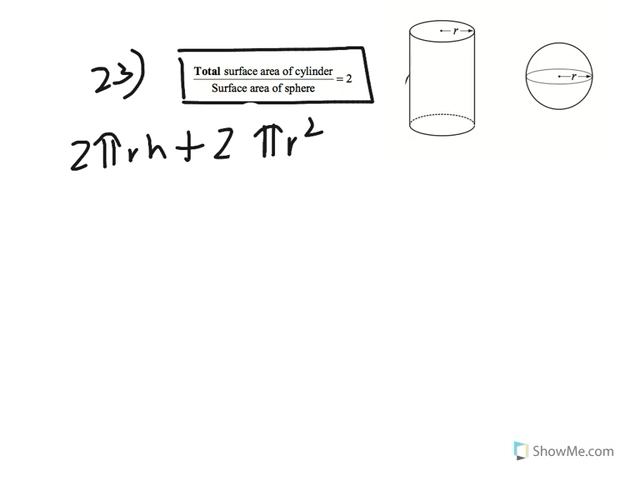 23)
Total surface area of cylinder
Surface area of sphere
= 2
r
r
2πrh + 2 πr²
ShowMe.com